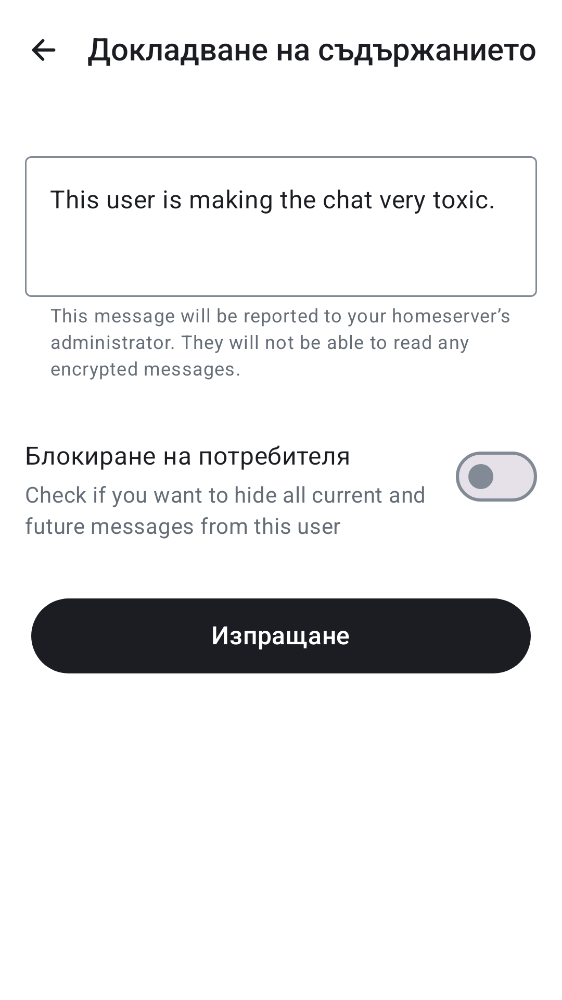 Докладване на съдържанието
This user is making the chat very toxic.
This message will be reported to your homeserver’s
administrator. They will not be able to read any
encrypted messages.
Блокиране на потребителя
Check if you want to hide all current and
future messages from this user
Изпращане